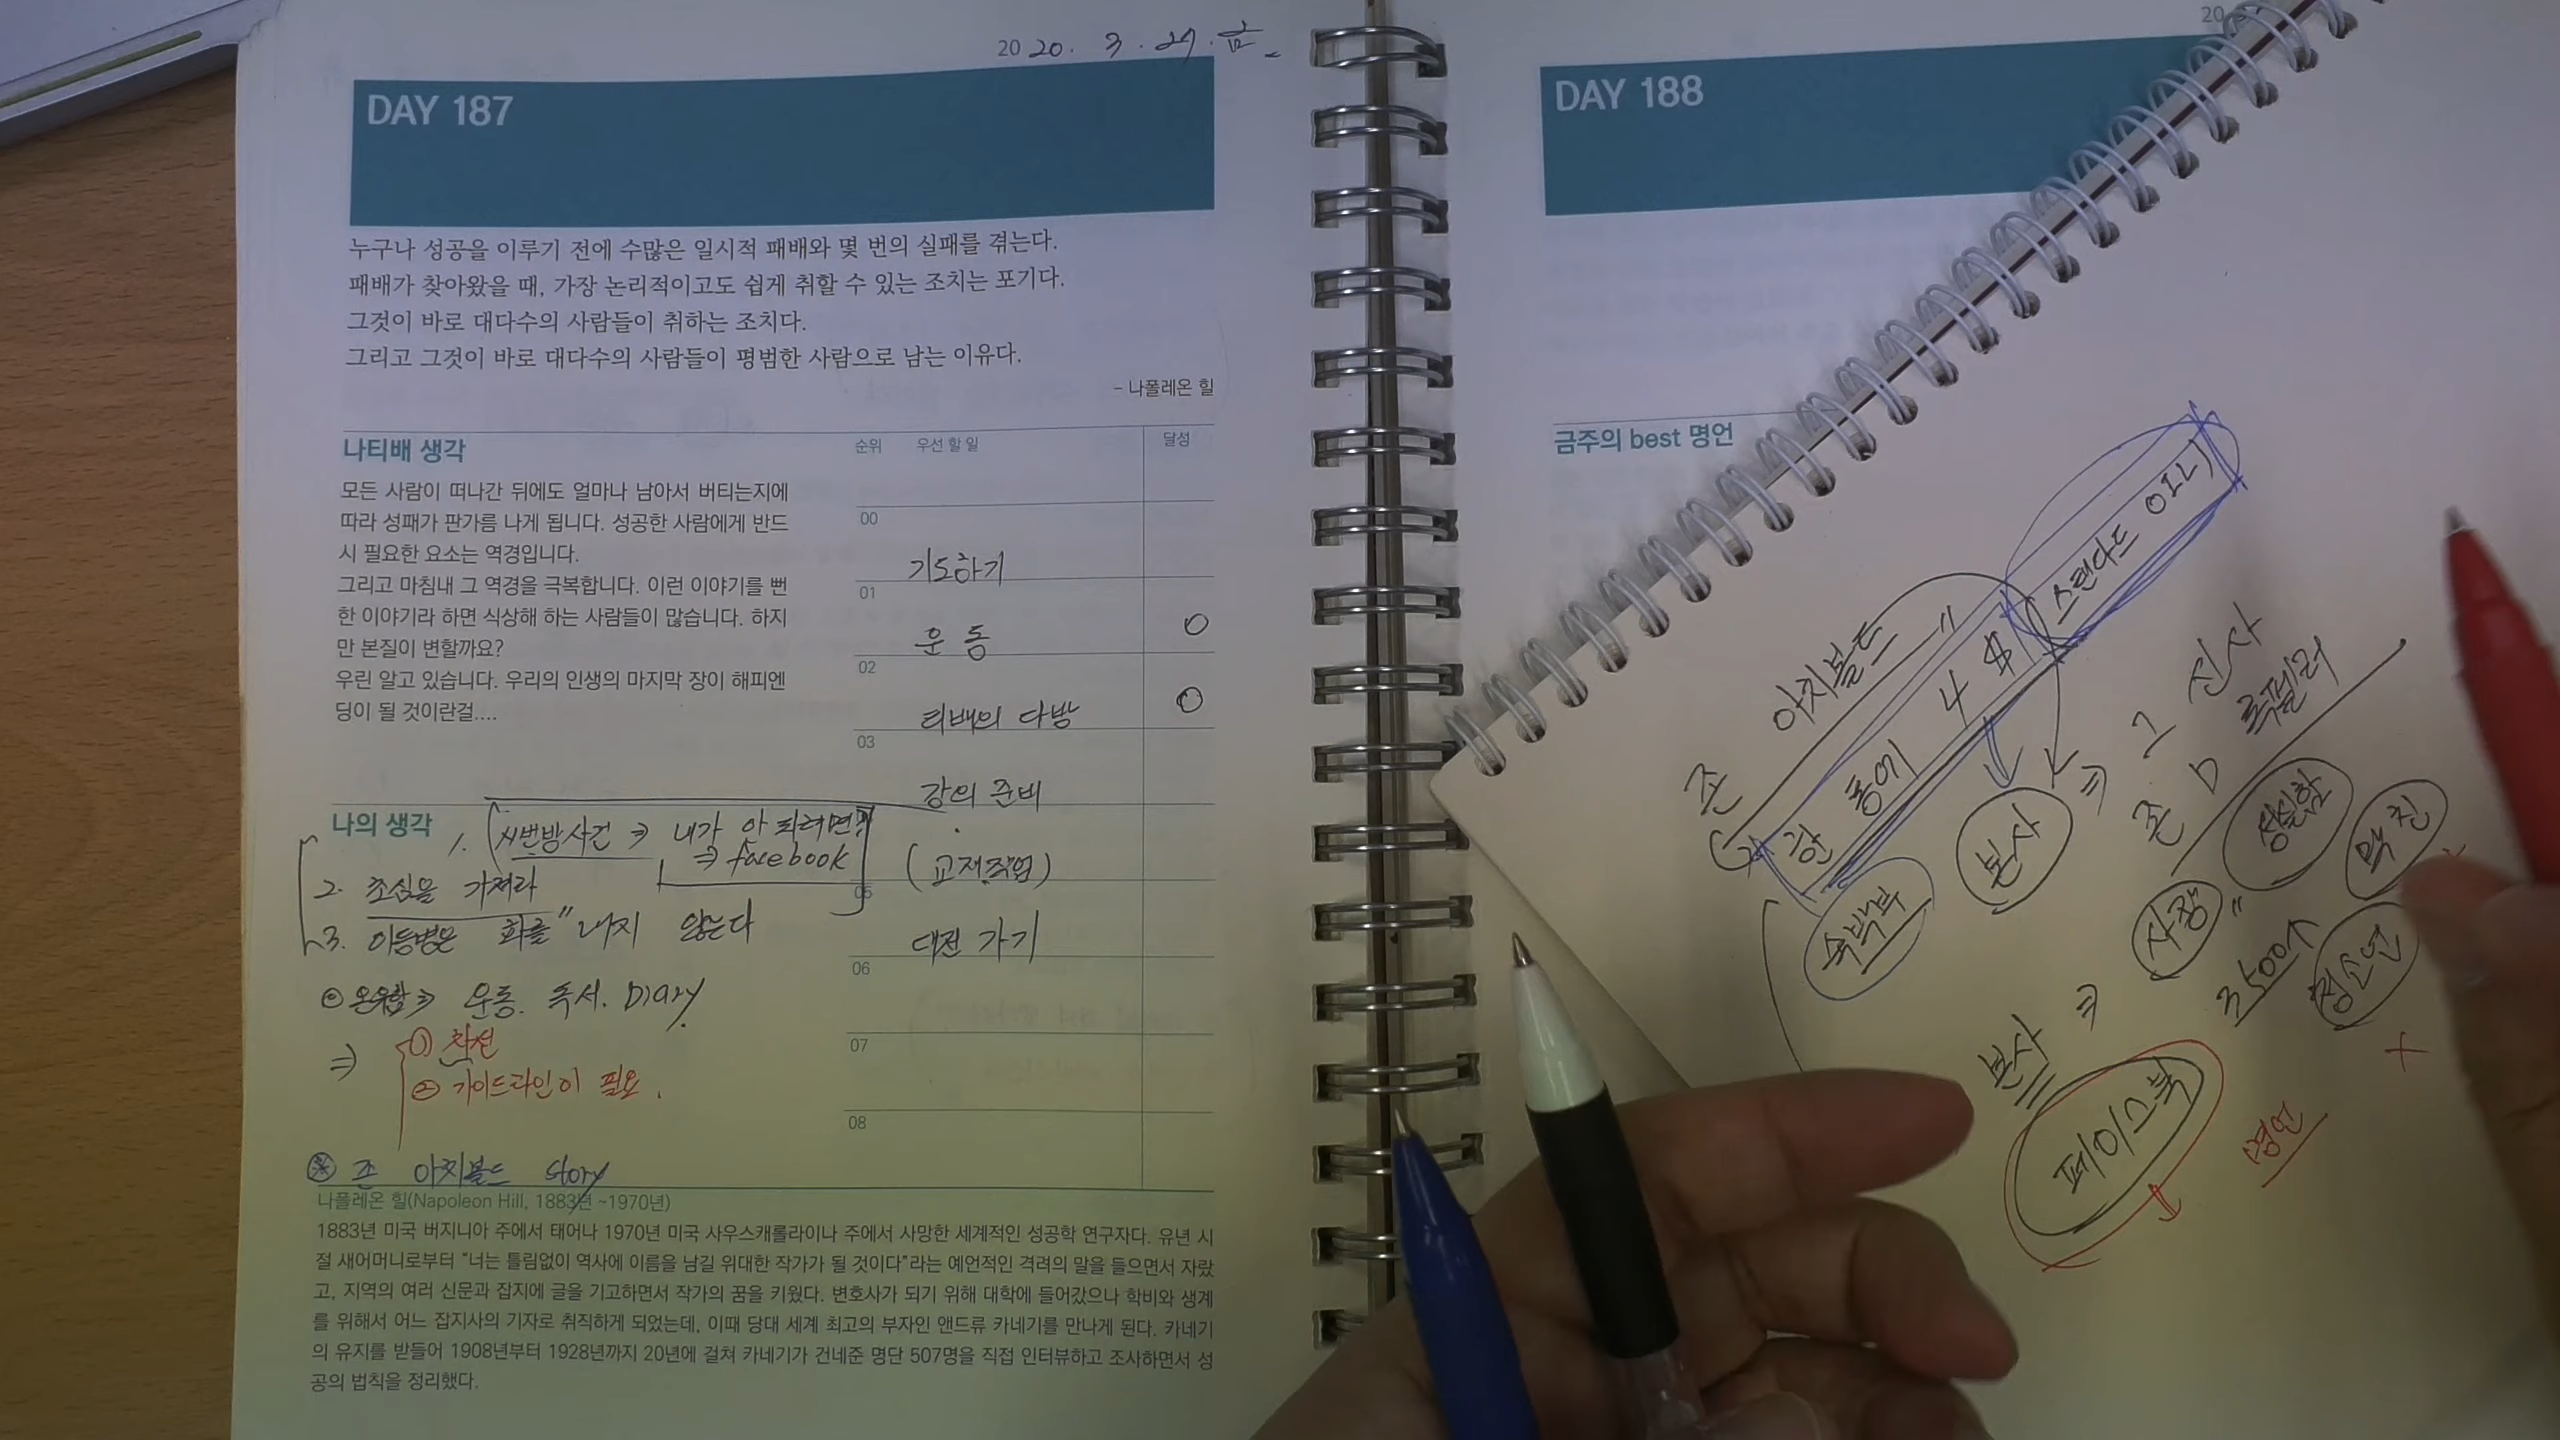 2020. 3. 27. 금.
DAY 187
누구나 성공을 이루기 전에 수많은 일시적 패배와 몇 번의 실패를 겪는다.
패배가 찾아왔을 때, 가장 논리적이고도 쉽게 취할 수 있는 조치는 포기다.
그것이 바로 대다수의 사람들이 취하는 조치다.
그리고 그것이 바로 대다수의 사람들이 평범한 사람으로 남는 이유다.
– 나폴레온 힐
나티배 생각
모든 사람이 떠나간 뒤에도 얼마나 남아서 버티는지에
따라 성패가 판가름 나게 됩니다. 성공한 사람에게 반드
시 필요한 요소는 역경입니다.
그리고 마침내 그 역경을 극복합니다. 이런 이야기를 뻔
한 이야기라 하면 식상해 하는 사람들이 많습니다. 하지
만 본질이 변할까요?
우린 알고 있습니다. 우리의 인생의 마지막 장이 해피엔
딩이 될 것이란걸....
순위 우선 할 일 달성
00
기도하기
01
운동 O
02
티배의 다방 O
03
강의 준비
(교재작업)
05
대전 가기
06
07
08
나의 생각
1. (N번방사건 ⇒ 내가 안 되려면?
⇒ facebook
2. 초심을 가져라
3. 이등병은 화를 " 내지 않는다
운동. 독서. Diary.
⇒ ① 착선
② 가이드라인이 필요.
※ 존 아치볼드 story
나폴레온 힐(Napoleon Hill, 1883년 ~1970년)
1883년 미국 버지니아 주에서 태어나 1970년 미국 사우스캐롤라이나 주에서 사망한 세계적인 성공학 연구자다. 유년 시
절 새어머니로부터 "너는 틀림없이 역사에 이름을 남길 위대한 작가가 될 것이다"라는 예언적인 격려의 말을 들으면서 자랐
고, 지역의 여러 신문과 잡지에 글을 기고하면서 작가의 꿈을 키웠다. 변호사가 되기 위해 대학에 들어갔으나 학비와 생계
를 위해서 어느 잡지사의 기자로 취직하게 되었는데, 이때 당대 세계 최고의 부자인 앤드류 카네기를 만나게 된다. 카네기
의 유지를 받들어 1908년부터 1928년까지 20년에 걸쳐 카네기가 건네준 명단 507명을 직접 인터뷰하고 조사하면서 성
공의 법칙을 정리했다.
20
DAY 188
금주의 best 명언
존 아치볼드 "
한 통에 4 $ (스탠다드 OIL)
숙박부
본사 ⇒ 그 신사
존 D 록펠러
사장 " 성실함
3500↑ 청소년
본사 ⇒
페이스북
명언